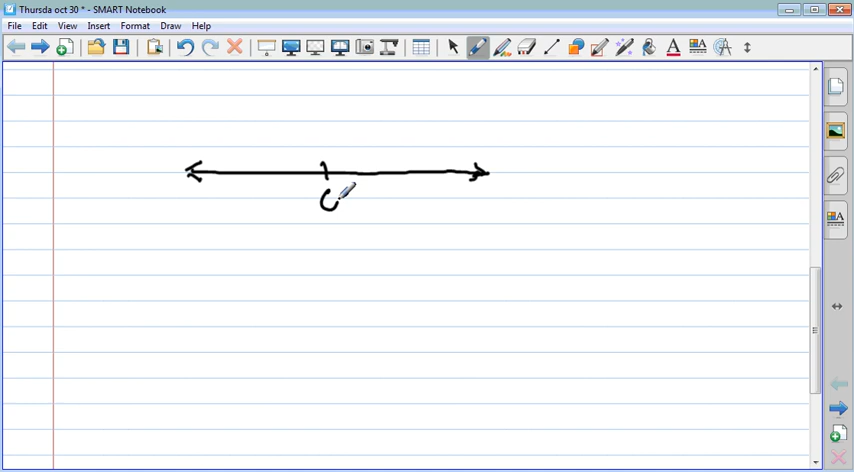 Thursda oct 30 * - SMART Notebook
File Edit View Insert Format Draw Help